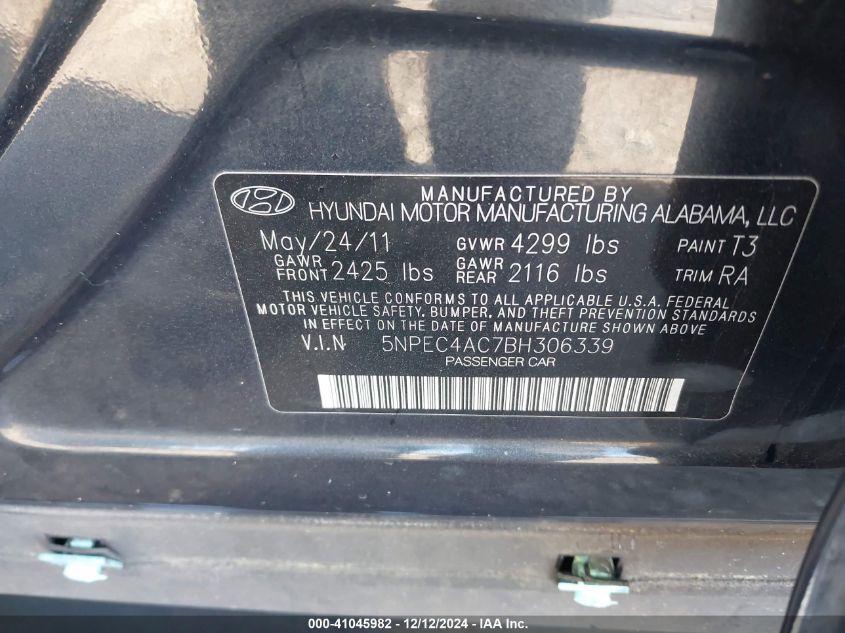 MANUFACTURED BY
HYUNDAI MOTOR MANUFACTURING ALABAMA, LLC
May/24/11 GVWR 4299 lbs PAINT T3
GAWR FRONT 2425 lbs GAWR REAR 2116 lbs TRIM RA
THIS VEHICLE CONFORMS TO ALL APPLICABLE U.S.A. FEDERAL
MOTOR VEHICLE SAFETY, BUMPER, AND THEFT PREVENTION STANDARDS
IN EFFECT ON THE DATE OF MANUFACTURE SHOWN ABOVE
V.I.N 5NPEC4AC7BH306339
PASSENGER CAR
000-41045982 - 12/12/2024 - IAA Inc.